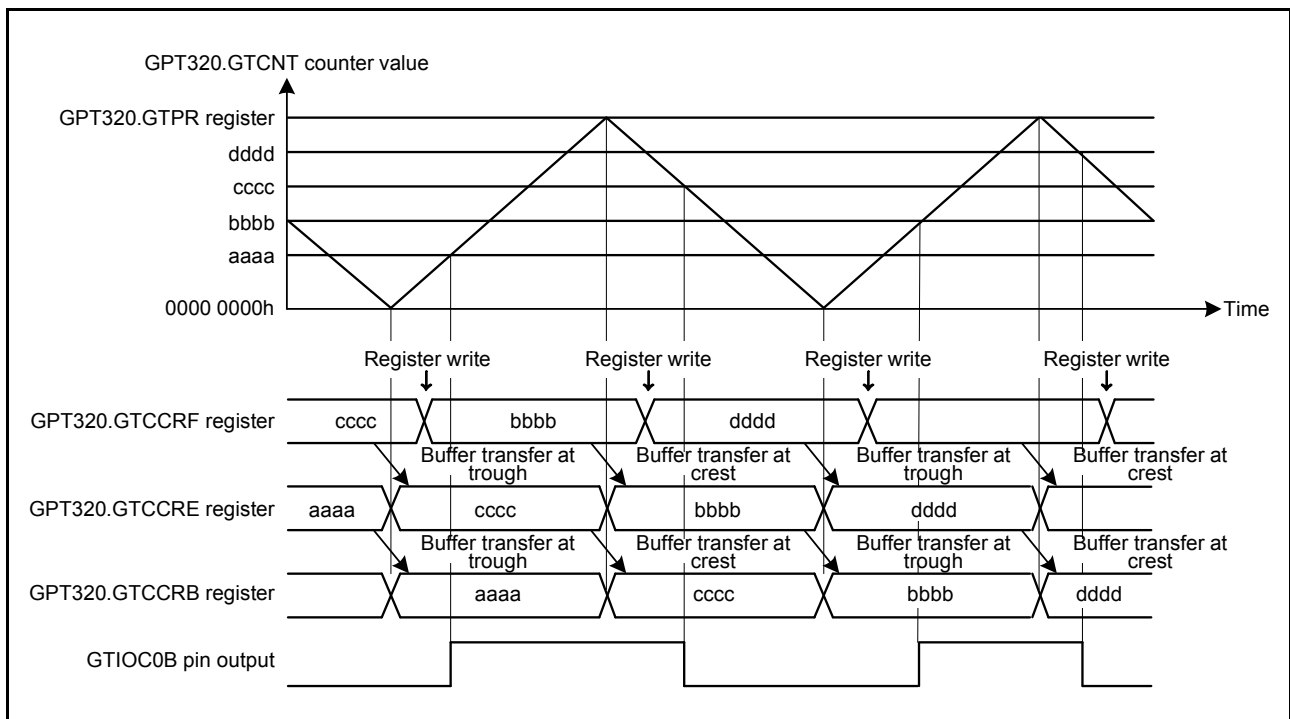 GPT320.GTCNT counter value
GPT320.GTPR register
dddd
cccc
bbbb
aaaa
0000 0000h
Time
Register write Register write Register write Register write
GPT320.GTCCRF register cccc bbbb dddd
Buffer transfer at Buffer transfer at Buffer transfer at Buffer transfer at
trough crest trough crest
GPT320.GTCCRE register aaaa cccc bbbb dddd
Buffer transfer at Buffer transfer at Buffer transfer at Buffer transfer at
trough crest trough crest
GPT320.GTCCRB register aaaa cccc bbbb dddd
GTIOC0B pin output